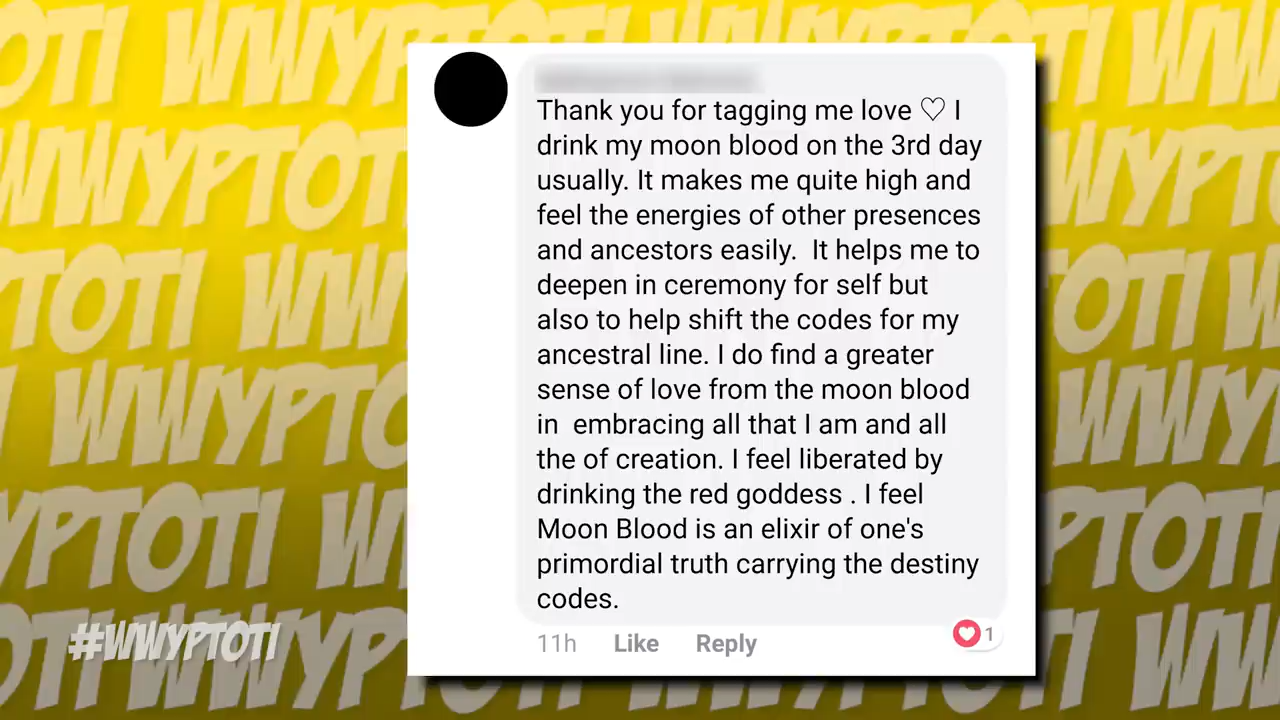 Thank you for tagging me love ♡ I
drink my moon blood on the 3rd day
usually. It makes me quite high and
feel the energies of other presences
and ancestors easily.  It helps me to
deepen in ceremony for self but
also to help shift the codes for my
ancestral line. I do find a greater
sense of love from the moon blood
in  embracing all that I am and all
the of creation. I feel liberated by
drinking the red goddess . I feel
Moon Blood is an elixir of one's
primordial truth carrying the destiny
codes.
11h Like Reply 1
#WWYPTOTI